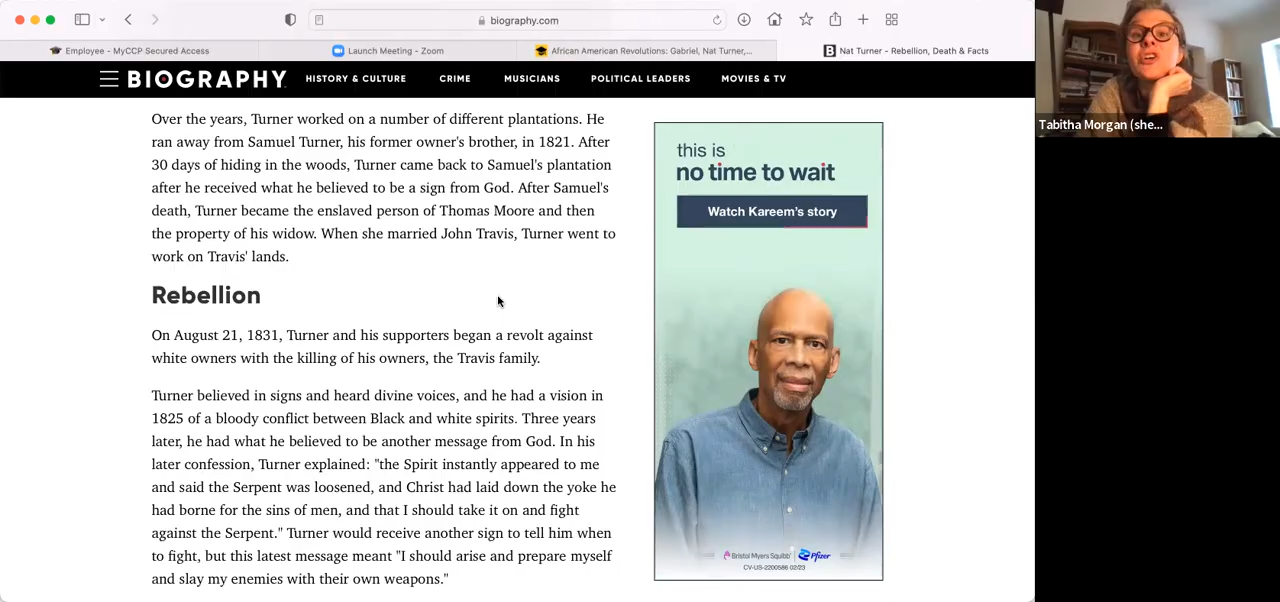 biography.com
Employee - MyCCP Secured Access
Launch Meeting - Zoom
African American Revolutions: Gabriel, Nat Turner,...
B Nat Turner - Rebellion, Death & Facts
BIOGRAPHY
HISTORY & CULTURE
CRIME
MUSICIANS
POLITICAL LEADERS
MOVIES & TV
Over the years, Turner worked on a number of different plantations. He
ran away from Samuel Turner, his former owner's brother, in 1821. After
30 days of hiding in the woods, Turner came back to Samuel's plantation
after he received what he believed to be a sign from God. After Samuel's
death, Turner became the enslaved person of Thomas Moore and then
the property of his widow. When she married John Travis, Turner went to
work on Travis' lands.
Rebellion
On August 21, 1831, Turner and his supporters began a revolt against
white owners with the killing of his owners, the Travis family.
Turner believed in signs and heard divine voices, and he had a vision in
1825 of a bloody conflict between Black and white spirits. Three years
later, he had what he believed to be another message from God. In his
later confession, Turner explained: "the Spirit instantly appeared to me
and said the Serpent was loosened, and Christ had laid down the yoke he
had borne for the sins of men, and that I should take it on and fight
against the Serpent." Turner would receive another sign to tell him when
to fight, but this latest message meant "I should arise and prepare myself
and slay my enemies with their own weapons."
this is
no time to wait
Watch Kareem's story
Bristol Myers Squibb
Pfizer
CV-US-2200586 02/23
Tabitha Morgan (she...